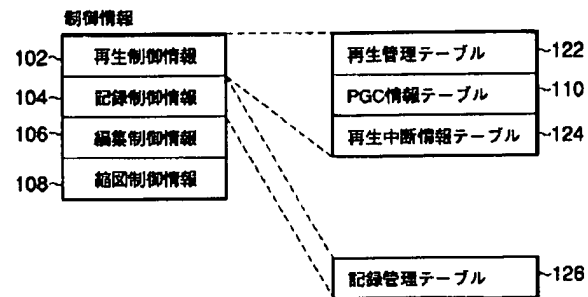 制御情報
102 再生制御情報
104 記録制御情報
106 編集制御情報
108 縮図制御情報
再生管理テーブル 122
PGC情報テーブル 110
再生中断情報テーブル 124
記録管理テーブル 126